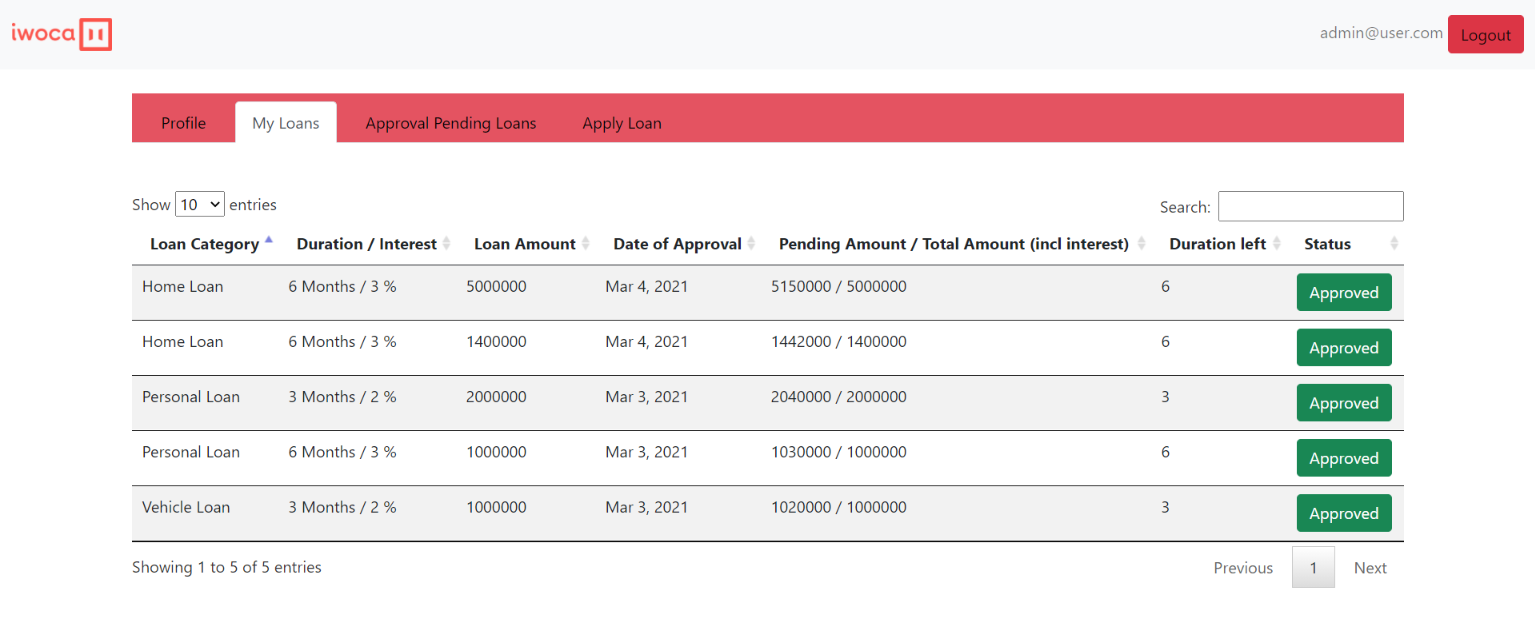 iwoca
admin@user.com Logout
Profile My Loans Approval Pending Loans Apply Loan
Show 10 entries Search:
Loan Category Duration / Interest Loan Amount Date of Approval Pending Amount / Total Amount (incl interest) Duration left Status
Home Loan 6 Months / 3 % 5000000 Mar 4, 2021 5150000 / 5000000 6 Approved
Home Loan 6 Months / 3 % 1400000 Mar 4, 2021 1442000 / 1400000 6 Approved
Personal Loan 3 Months / 2 % 2000000 Mar 3, 2021 2040000 / 2000000 3 Approved
Personal Loan 6 Months / 3 % 1000000 Mar 3, 2021 1030000 / 1000000 6 Approved
Vehicle Loan 3 Months / 2 % 1000000 Mar 3, 2021 1020000 / 1000000 3 Approved
Showing 1 to 5 of 5 entries Previous 1 Next